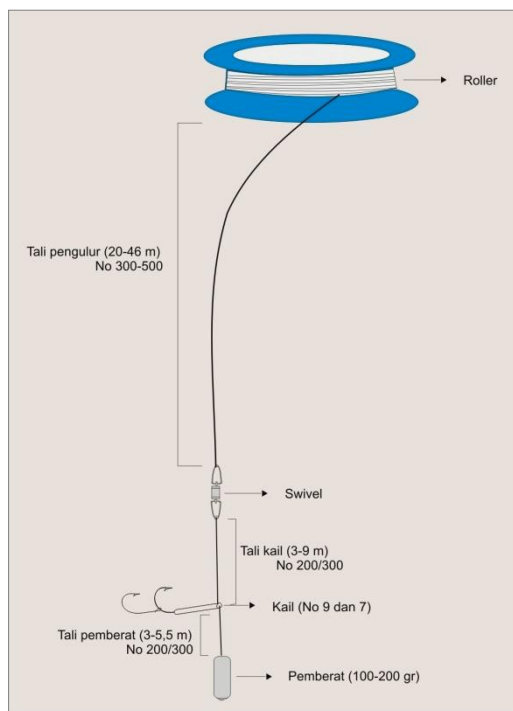 Roller
Tali pengulur (20-46 m)
No 300-500
Swivel
Tali kail (3-9 m)
No 200/300
Kail (No 9 dan 7)
Tali pemberat (3-5,5 m)
No 200/300
Pemberat (100-200 gr)